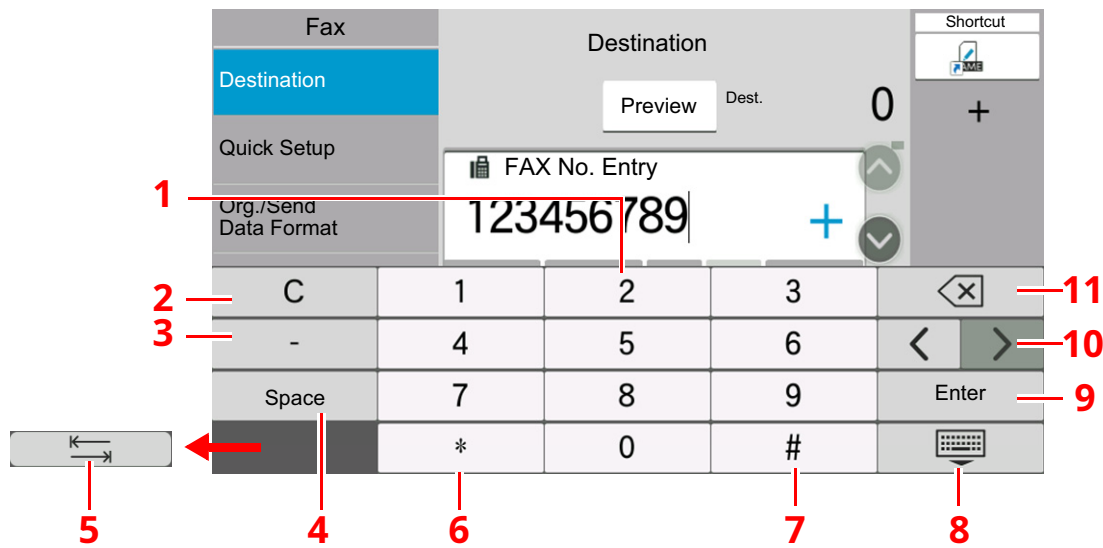 Fax
Destination
Shortcut
Destination
Preview
Dest.
0
+
Quick Setup
FAX No. Entry
1
Org./Send
Data Format
123456789
+
2
C
1
2
3
11
3
-
4
5
6
10
Space
7
8
9
Enter
9
*
0
#
5
4
6
7
8